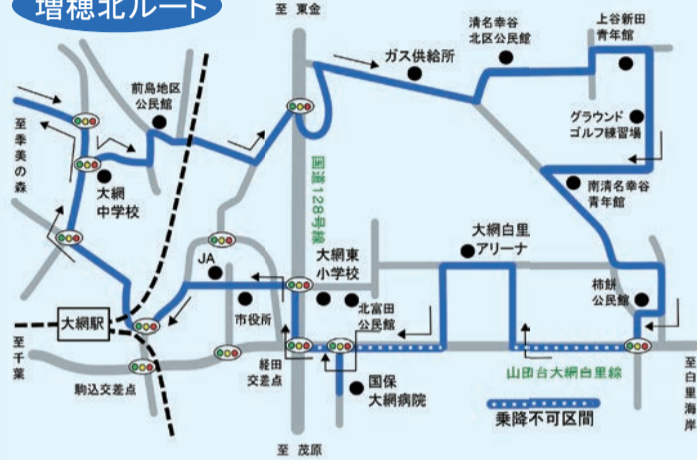 増穂北ルート
至 東金
清名幸谷
北区公民館
上谷新田
青年館
ガス供給所
前島地区
公民館
グラウンド
ゴルフ練習場
至季美の森
大網
中学校
国道128号線
南清名幸谷
青年館
大網白里
アリーナ
JA
大網東
小学校
柿餅
公民館
市役所
北富田
公民館
大網駅
至千葉
経田
交差点
山田台大網白里線
至白里海岸
駒込交差点
国保
大網病院
乗降不可区間
至 茂原